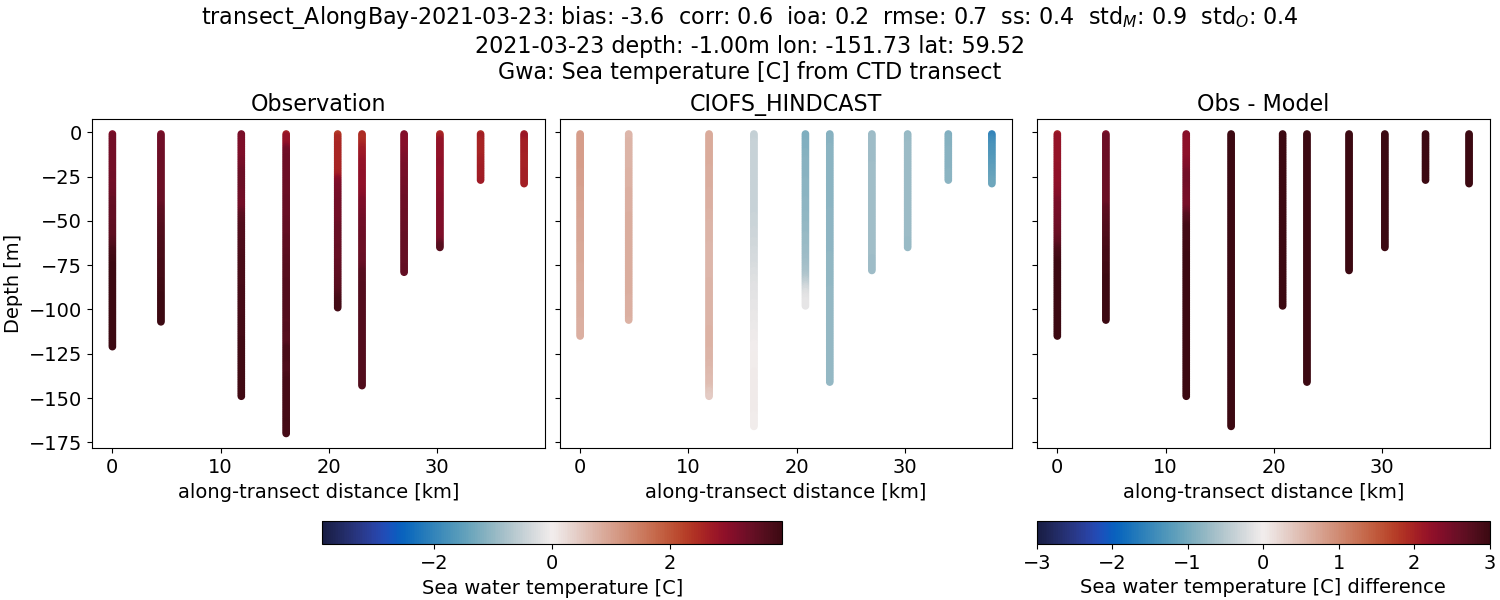 transect_AlongBay-2021-03-23: bias: -3.6  corr: 0.6  ioa: 0.2  rmse: 0.7  ss: 0.4  std_M: 0.9  std_O: 0.4
2021-03-23 depth: -1.00m lon: -151.73 lat: 59.52
Gwa: Sea temperature [C] from CTD transect
Observation
CIOFS_HINDCAST
Obs - Model
Depth [m]
0
−25
−50
−75
−100
−125
−150
−175
0 10 20 30
0 10 20 30
0 10 20 30
along-transect distance [km]
along-transect distance [km]
along-transect distance [km]
−2 0 2
Sea water temperature [C]
−3 −2 −1 0 1 2 3
Sea water temperature [C] difference